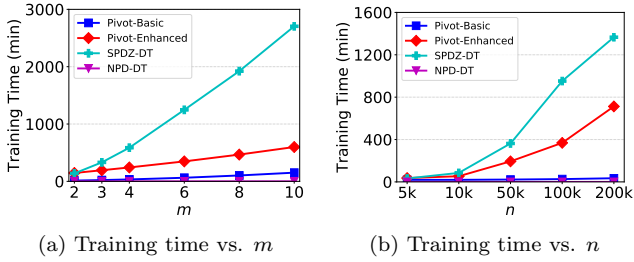 3000
2000
1000
0
Training Time (min)
Pivot-Basic
Pivot-Enhanced
SPDZ-DT
NPD-DT
2 3 4 6 8 10
m
(a) Training time vs. m
1600
1200
800
400
0
Training Time (min)
Pivot-Basic
Pivot-Enhanced
SPDZ-DT
NPD-DT
5k 10k 50k 100k 200k
n
(b) Training time vs. n